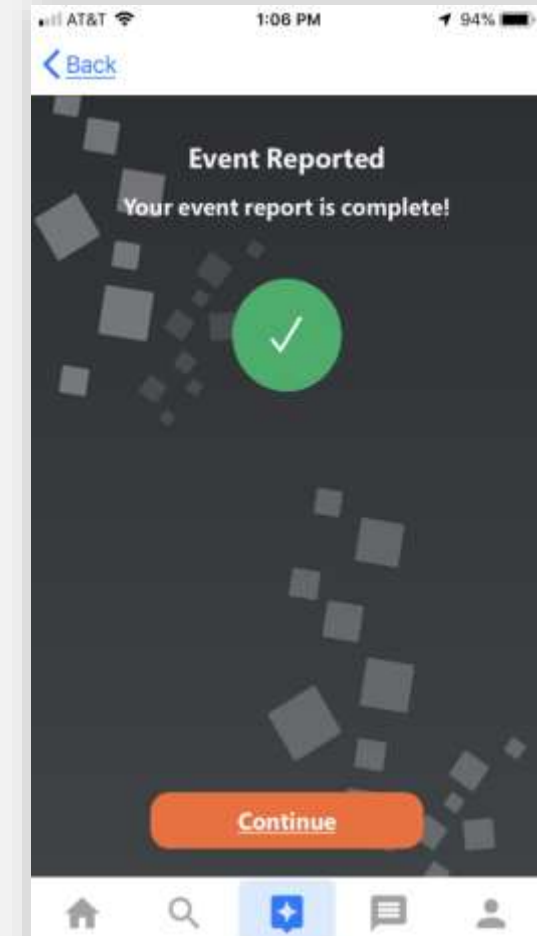 AT&T 1:06 PM 94%
Back
Event Reported
Your event report is complete!
Continue